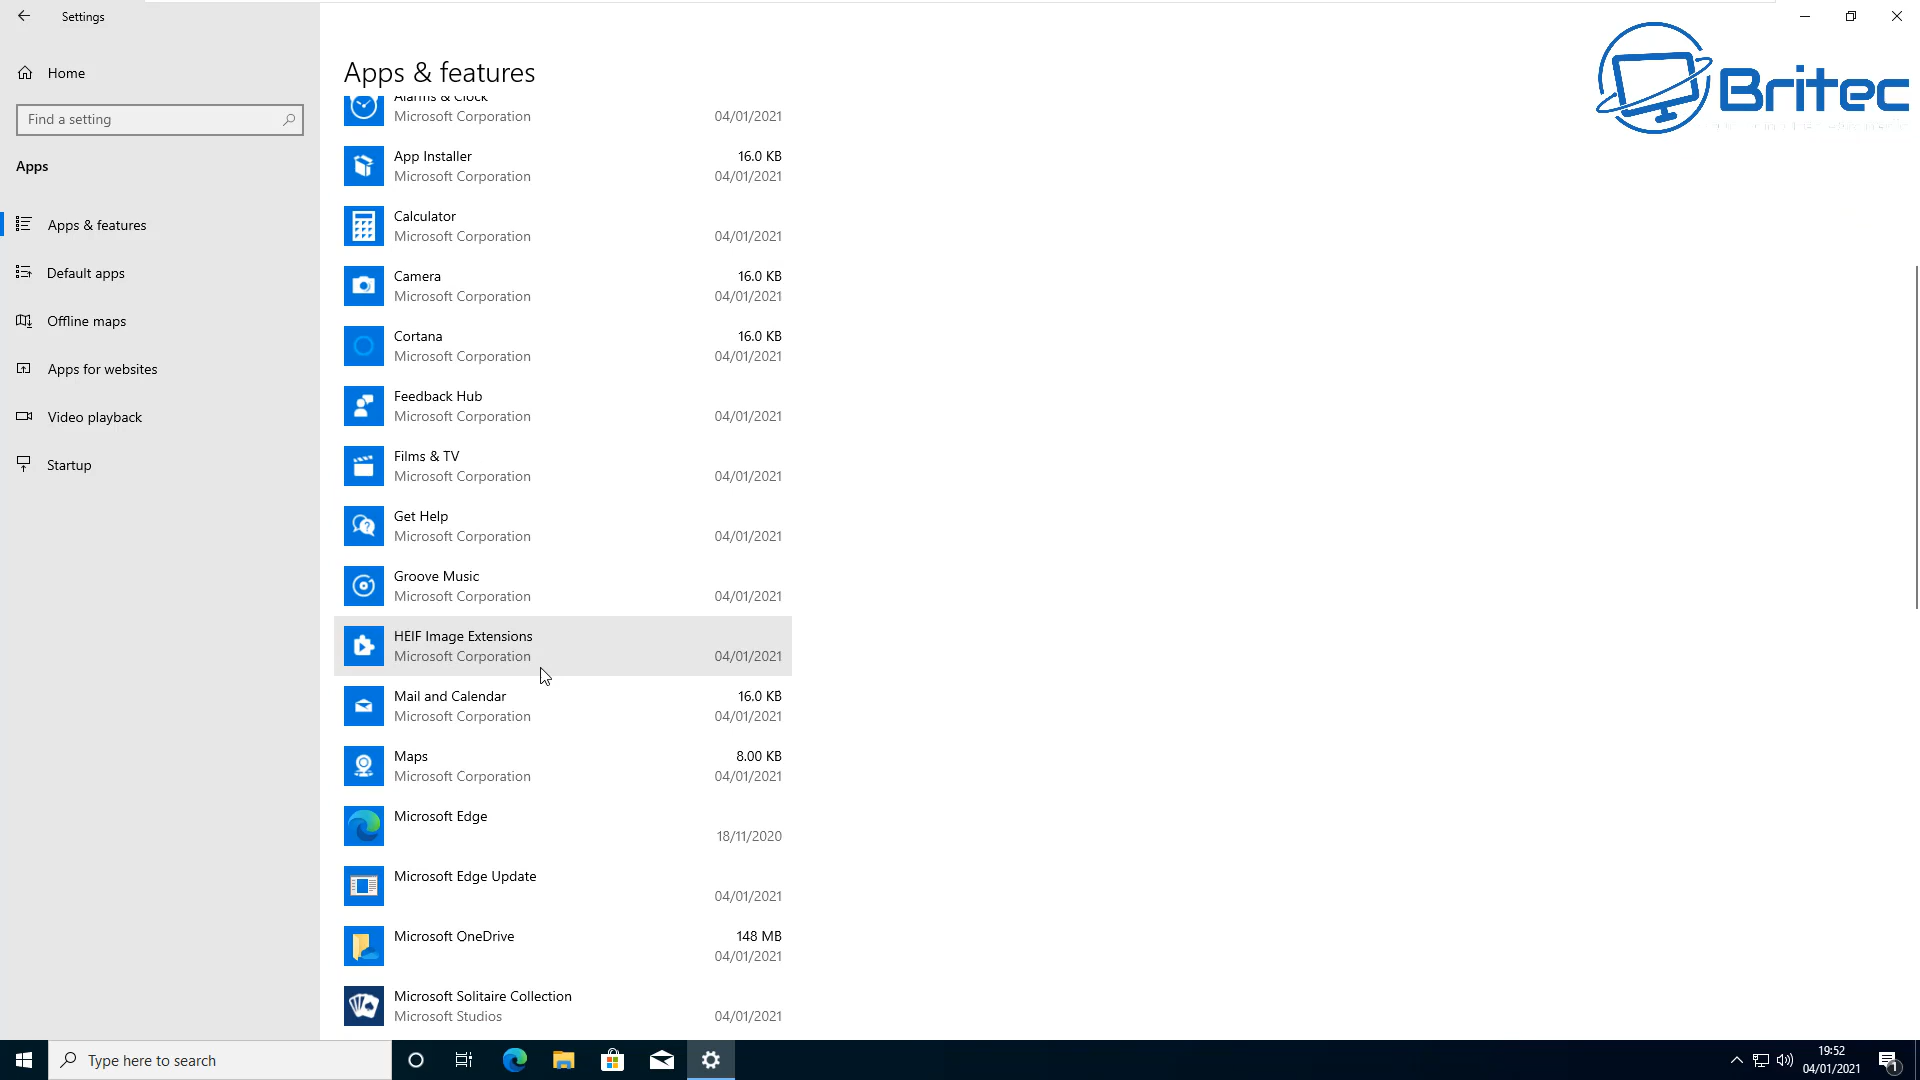 Settings
Home
Find a setting
Apps
Apps & features
Default apps
Offline maps
Apps for websites
Video playback
Startup
Apps & features
Alarms & Clock
Microsoft Corporation 04/01/2021
App Installer 16.0 KB
Microsoft Corporation 04/01/2021
Calculator
Microsoft Corporation 04/01/2021
Camera 16.0 KB
Microsoft Corporation 04/01/2021
Cortana 16.0 KB
Microsoft Corporation 04/01/2021
Feedback Hub
Microsoft Corporation 04/01/2021
Films & TV
Microsoft Corporation 04/01/2021
Get Help
Microsoft Corporation 04/01/2021
Groove Music
Microsoft Corporation 04/01/2021
HEIF Image Extensions
Microsoft Corporation 04/01/2021
Mail and Calendar 16.0 KB
Microsoft Corporation 04/01/2021
Maps 8.00 KB
Microsoft Corporation 04/01/2021
Microsoft Edge
18/11/2020
Microsoft Edge Update
04/01/2021
Microsoft OneDrive 148 MB
04/01/2021
Microsoft Solitaire Collection
Microsoft Studios 04/01/2021
Britec
Type here to search
19:52
04/01/2021
1